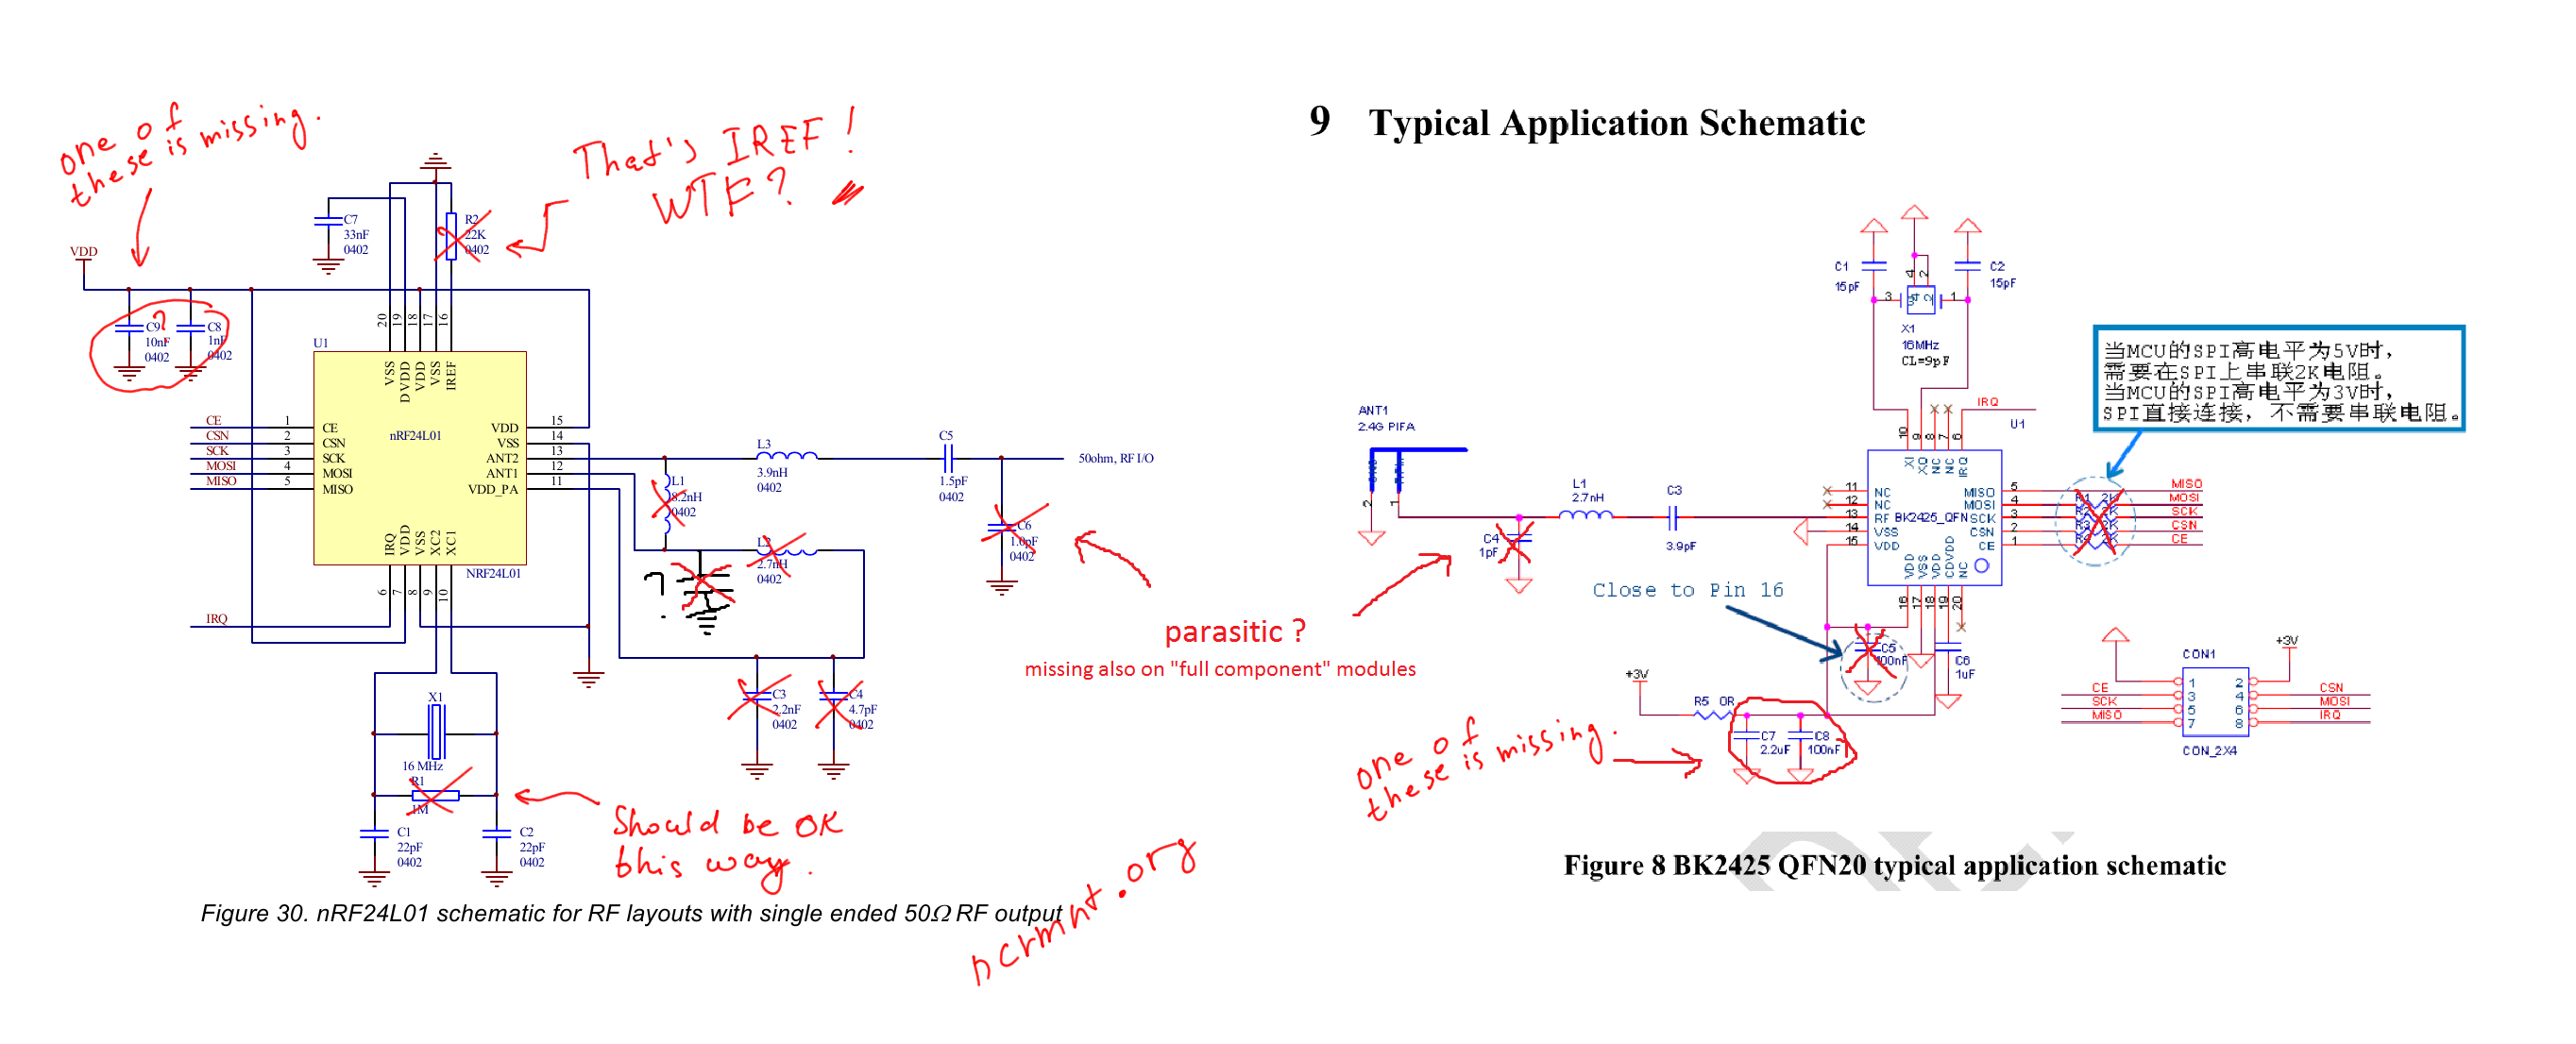 one of
these is missing.
That's IREF!
WTF?
C7
33nF
0402
R2
22K
0402
VDD
C9?
10nF
0402
C8
1nF
0402
20
19
18
17
16
U1
VSS
DVDD
VDD
VSS
IREF
nRF24L01
CE
CSN
SCK
MOSI
MISO
1
2
3
4
5
CE
CSN
SCK
MOSI
MISO
VDD
VSS
ANT2
ANT1
VDD_PA
15
14
13
12
11
IRQ
VDD
VSS
XC2
XC1
NRF24L01
6
7
8
9
10
IRQ
L3
3.9nH
0402
C5
1.5pF
0402
50ohm, RF I/O
L1
8.2nH
0402
L2
2.7nH
0402
C6
1.0pF
0402
?
C3
2.2nF
0402
C4
4.7pF
0402
X1
16 MHz
R1
1M
C1
22pF
0402
C2
22pF
0402
Should be OK
this way.
Figure 30. nRF24L01 schematic for RF layouts with single ended 50Ω RF output
pcrmnt.org
parasitic ?
missing also on "full component" modules
9 Typical Application Schematic
C1
15pF
C2
15pF
4
2
3
1
X1
16MHz
CL=9pF
IRQ
U1
当MCU的SPI高电平为5V时，
需要在SPI上串联2K电阻。
当MCU的SPI高电平为3V时，
SPI直接连接，不需要串联电阻。
ANT1
2.4G PIFA
2
1
L1
2.7nH
C3
3.9pF
C4
1pF
10
9
8
7
6
XI
XO
NC
NC
IRQ
11
12
13
14
15
NC
NC
RF
VSS
VDD
BK2425_QFN
MISO
MOSI
SCK
CSN
CE
5
4
3
2
1
MISO
MOSI
SCK
CSN
CE
VDD
VSS
VDD
CDVDD
NC
16
17
18
19
20
Close to Pin 16
C5
100nF
C6
1uF
+3V
R5 0R
C7
2.2uF
C8
100nF
one of
these is missing.
CON1
+3V
CE
SCK
MISO
1
3
5
7
2
4
6
8
CSN
MOSI
IRQ
CON_2X4
Figure 8 BK2425 QFN20 typical application schematic